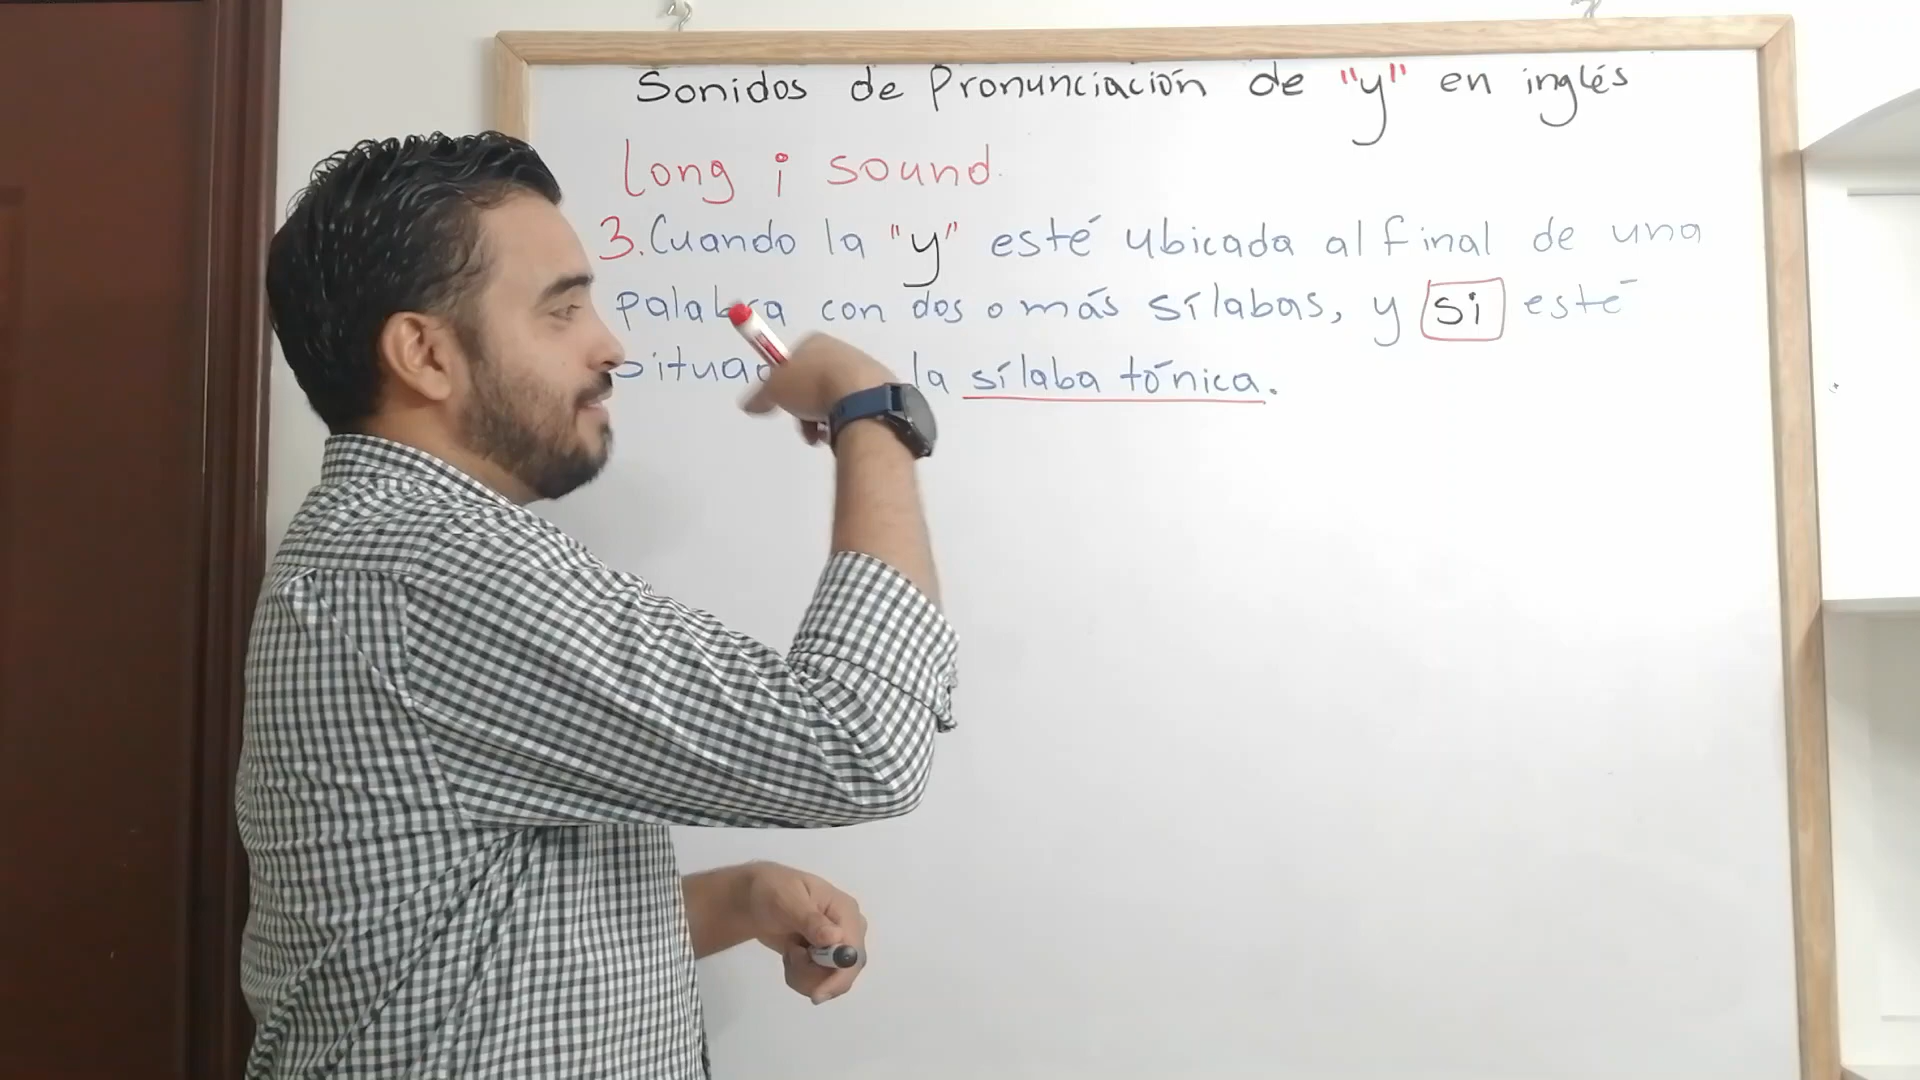 Sonidos de Pronunciación de "y" en inglés
long i sound.
3. Cuando la "y" esté ubicada al final de una
palabra con dos o más sílabas, y si esté
la sílaba tónica.